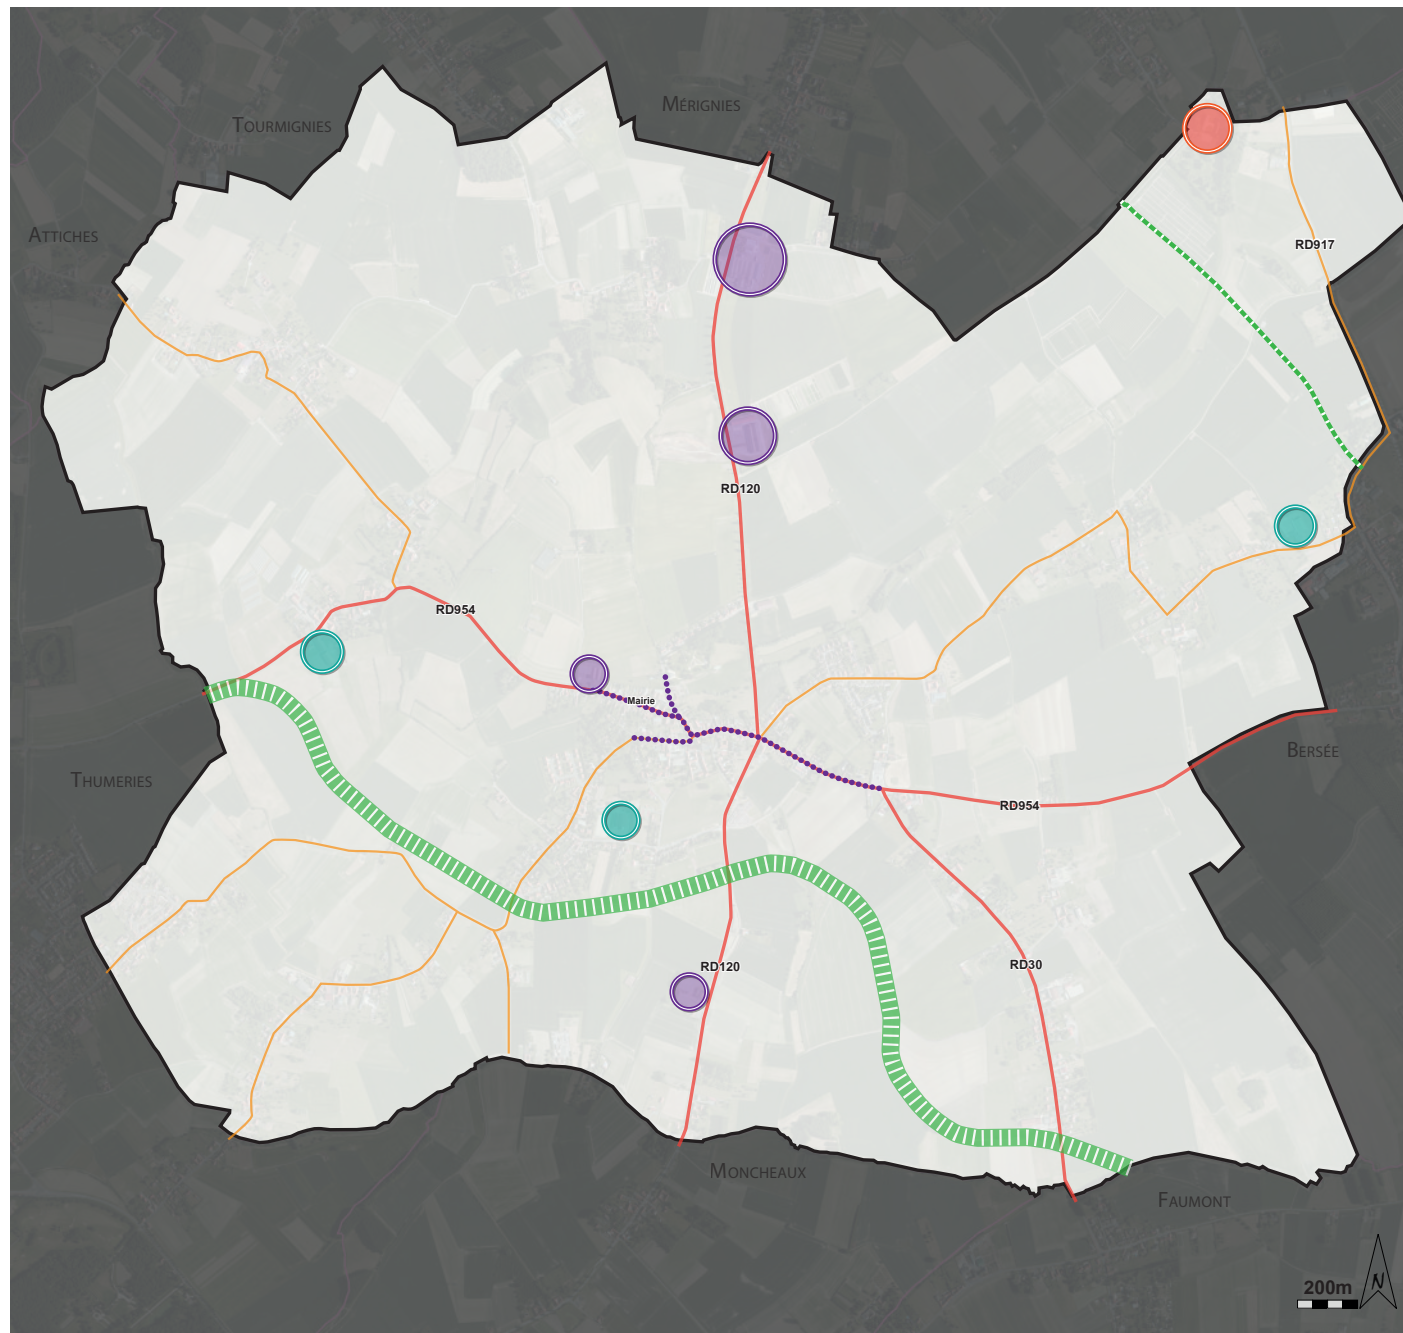 MÉRIGNIES
TOURMIGNIES
ATTICHES
RD917
RD120
RD954
Mairie
BERSÉE
THUMERIES
RD954
RD120
RD30
MONCHEAUX
FAUMONT
200m
N